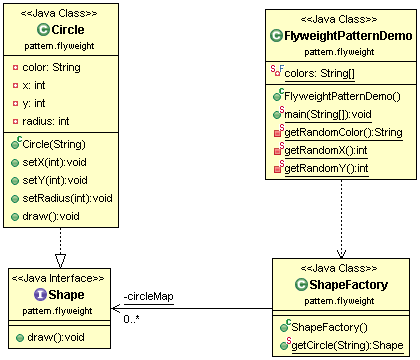 <<Java Class>>
Circle
pattern.flyweight
color: String
x: int
y: int
radius: int
Circle(String)
setX(int):void
setY(int):void
setRadius(int):void
draw():void
<<Java Class>>
FlyweightPatternDemo
pattern.flyweight
colors: String[]
FlyweightPatternDemo()
main(String[]):void
getRandomColor():String
getRandomX():int
getRandomY():int
<<Java Interface>>
Shape
pattern.flyweight
draw():void
-circleMap
0..*
<<Java Class>>
ShapeFactory
pattern.flyweight
ShapeFactory()
getCircle(String):Shape